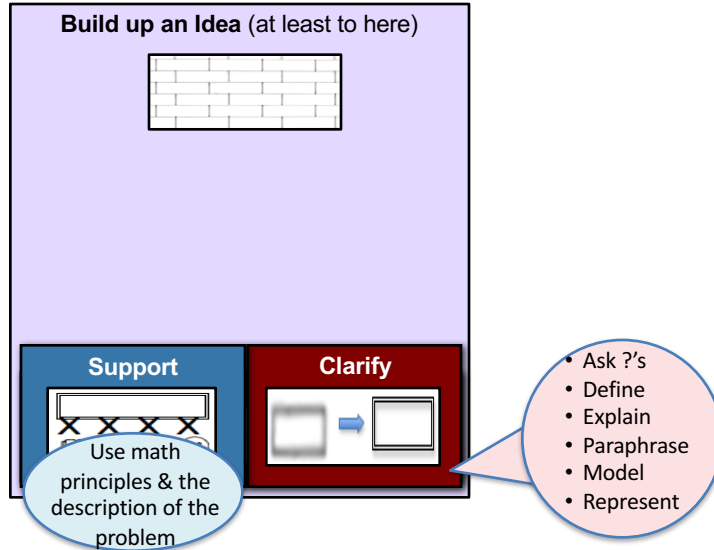 Build up an Idea (at least to here)
Support
Clarify
Use math
principles & the
description of the
problem
• Ask ?'s
• Define
• Explain
• Paraphrase
• Model
• Represent